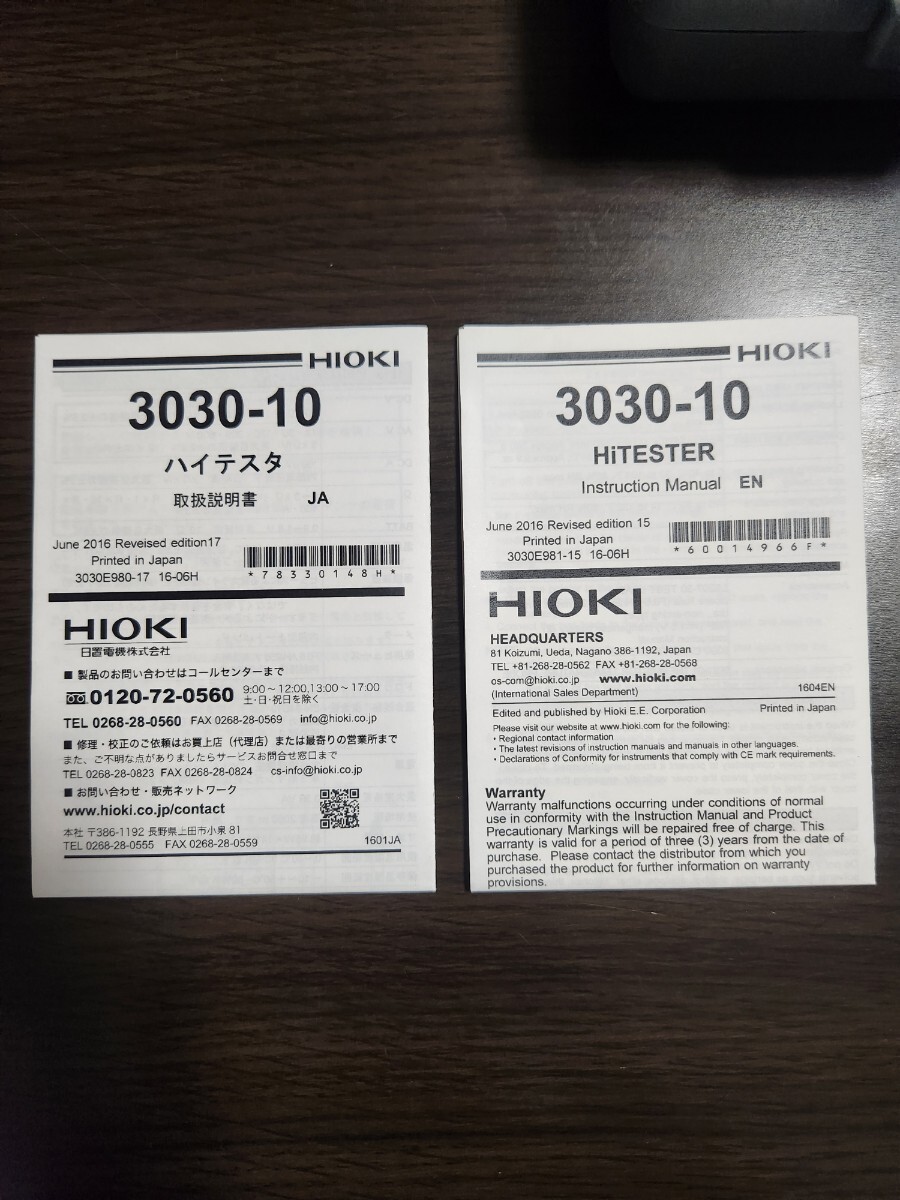 HIOKI
3030-10
ハイテスタ
取扱説明書 JA
June 2016 Reveised edition17
Printed in Japan
3030E980-17 16-06H
*78330148H*
HIOKI
日置電機株式会社
■ 製品のお問い合わせはコールセンターまで
0120-72-0560 9:00～12:00,13:00～17:00
土・日・祝日を除く
TEL 0268-28-0560 FAX 0268-28-0569 info@hioki.co.jp
■ 修理・校正のご依頼はお買上店（代理店）または最寄りの営業所まで
また、ご不明な点がありましたらサービスお問合せ窓口まで
TEL 0268-28-0823 FAX 0268-28-0824 cs-info@hioki.co.jp
■ お問い合わせ・販売ネットワーク
www.hioki.co.jp/contact
本社 〒386-1192 長野県上田市小泉 81
TEL 0268-28-0555 FAX 0268-28-0559
1601JA
HIOKI
3030-10
HiTESTER
Instruction Manual EN
June 2016 Revised edition 15
Printed in Japan
3030E981-15 16-06H
*60014966F*
HIOKI
HEADQUARTERS
81 Koizumi, Ueda, Nagano 386-1192, Japan
TEL +81-268-28-0562 FAX +81-268-28-0568
os-com@hioki.co.jp www.hioki.com
(International Sales Department)
1604EN
Edited and published by Hioki E.E. Corporation Printed in Japan
Please visit our website at www.hioki.com for the following:
• Regional contact information
• The latest revisions of instruction manuals and manuals in other languages.
• Declarations of Conformity for instruments that comply with CE mark requirements.
Warranty
Warranty malfunctions occurring under conditions of normal
use in conformity with the Instruction Manual and Product
Precautionary Markings will be repaired free of charge. This
warranty is valid for a period of three (3) years from the date of
purchase. Please contact the distributor from which you
purchased the product for further information on warranty
provisions.